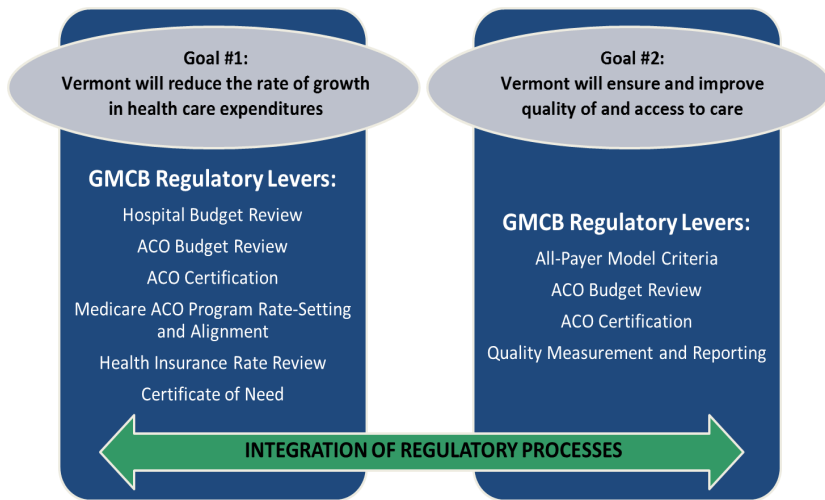 Goal #1:
Vermont will reduce the rate of growth
in health care expenditures
GMCB Regulatory Levers:
Hospital Budget Review
ACO Budget Review
ACO Certification
Medicare ACO Program Rate-Setting
and Alignment
Health Insurance Rate Review
Certificate of Need
Goal #2:
Vermont will ensure and improve
quality of and access to care
GMCB Regulatory Levers:
All-Payer Model Criteria
ACO Budget Review
ACO Certification
Quality Measurement and Reporting
INTEGRATION OF REGULATORY PROCESSES